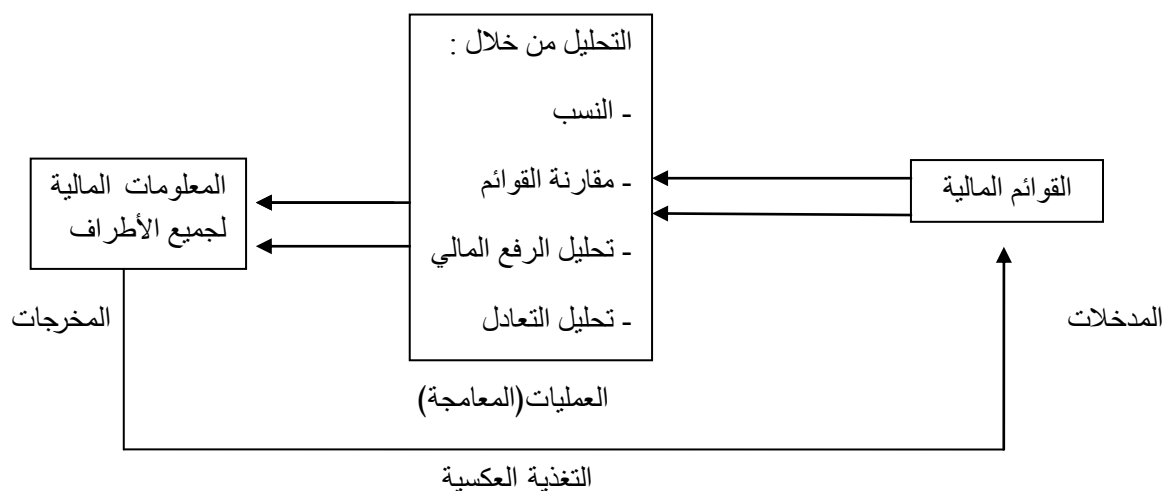 التحليل من خلال :
- النسب
- مقارنة القوائم
- تحليل الرفع المالي
- تحليل التعادل
القوائم المالية
المعلومات المالية
لجميع الأطراف
المدخلات
المخرجات
العمليات(المعامجة)
التغذية العكسية